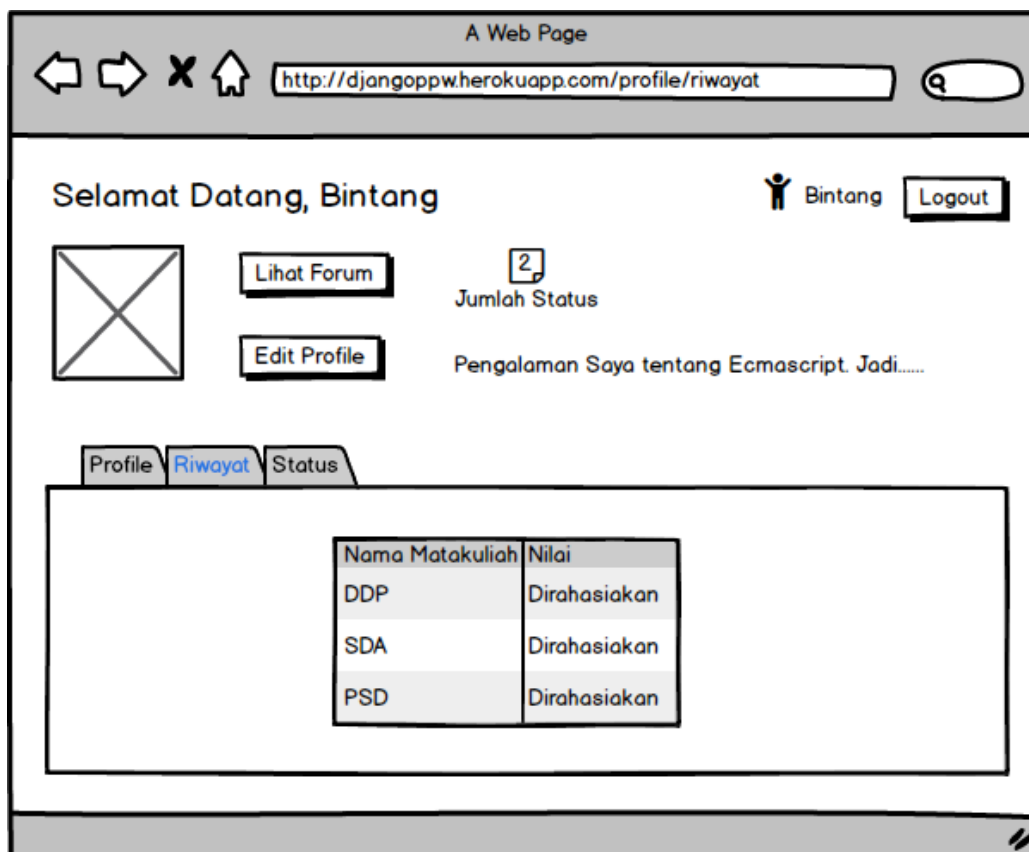 A Web Page
http://djangoppw.herokuapp.com/profile/riwayat
Selamat Datang, Bintang
Bintang
Logout
Lihat Forum
2
Jumlah Status
Edit Profile
Pengalaman Saya tentang Ecmascript. Jadi......
Profile Riwayat Status
Nama Matakuliah Nilai
DDP Dirahasiakan
SDA Dirahasiakan
PSD Dirahasiakan